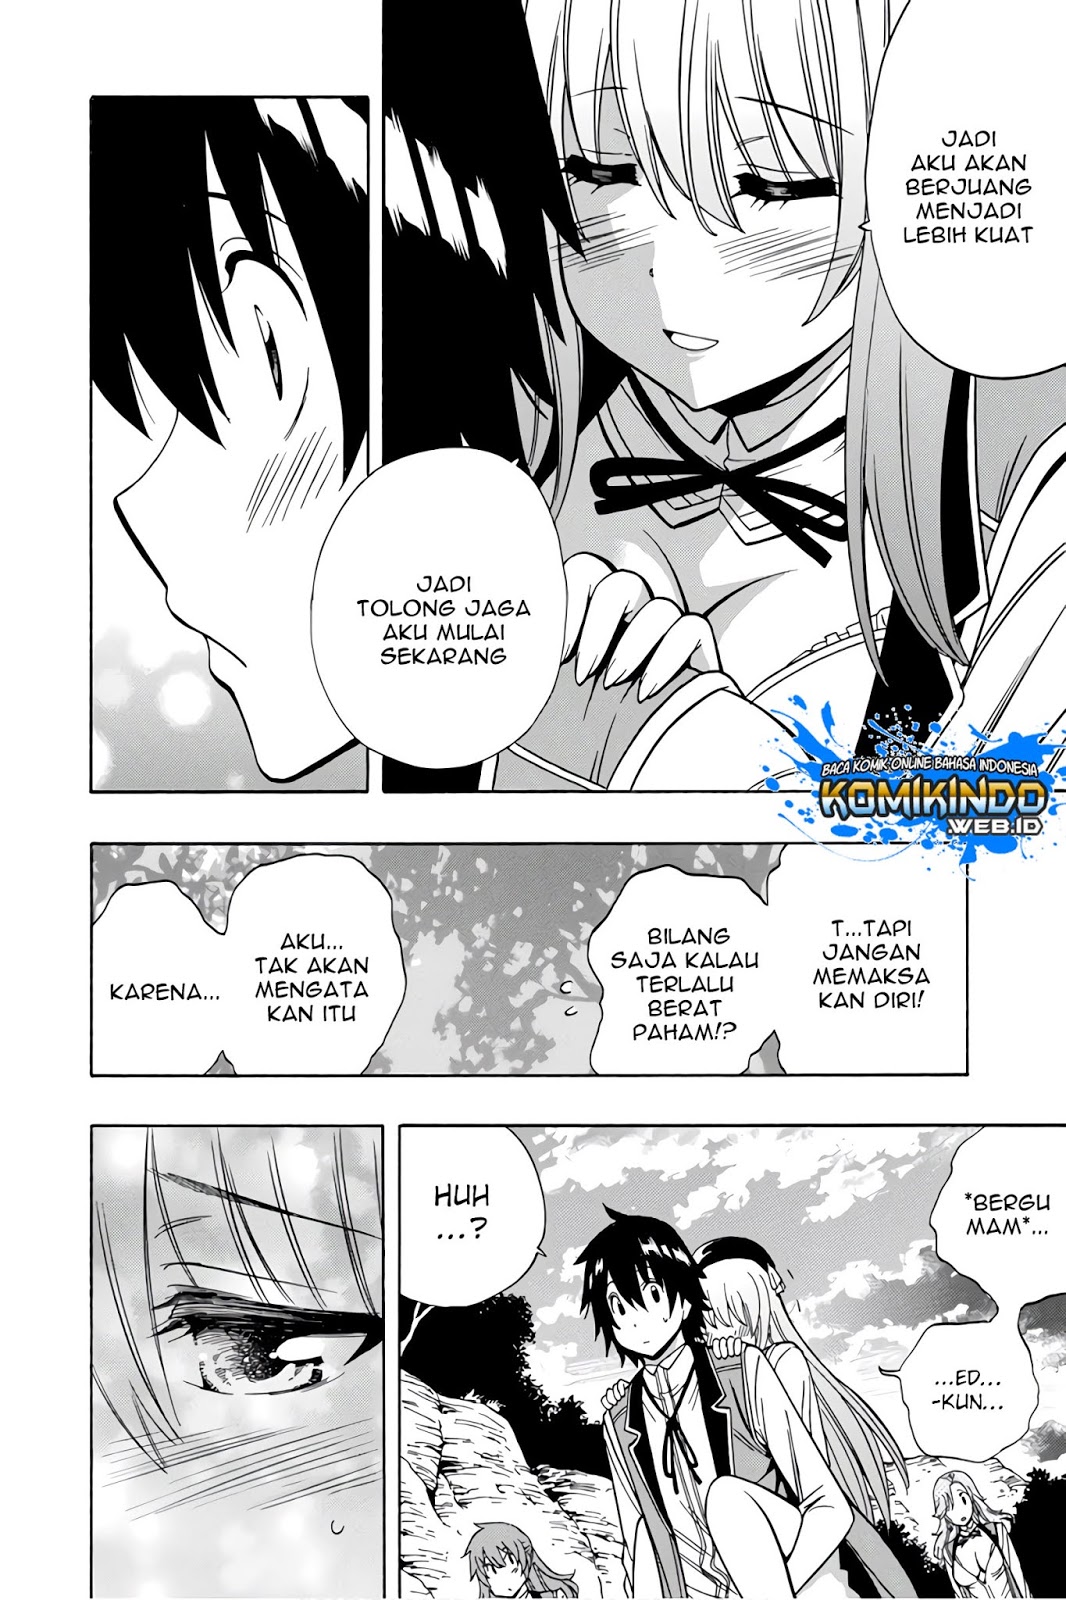 JADI
AKU AKAN
BERJUANG
MENJADI
LEBIH KUAT
JADI
TOLONG JAGA
AKU MULAI
SEKARANG
BACA KOMIK ONLINE BAHASA INDONESIA
KOMIKINDO
.WEB.ID
T...TAPI
JANGAN
MEMAKSA
KAN DIRI!
BILANG
SAJA KALAU
TERLALU
BERAT
PAHAM!?
AKU...
TAK AKAN
MENGATA
KAN ITU
KARENA...
*BERGU
MAM*...
...ED...
-KUN...
HUH
...?